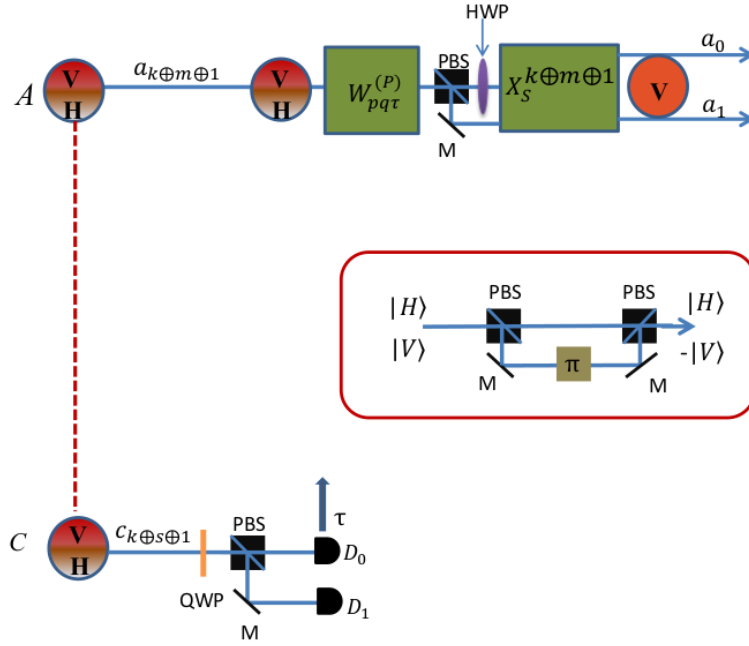 HWP
V
H
A
a_{k⊕m⊕1}
V
H
W_{pqτ}^{(P)}
PBS
M
X_S^{k⊕m⊕1}
V
a_0
a_1
PBS
PBS
|H⟩
|V⟩
|H⟩
-|V⟩
M
π
M
V
H
C
c_{k⊕s⊕1}
QWP
PBS
M
τ
D_0
D_1